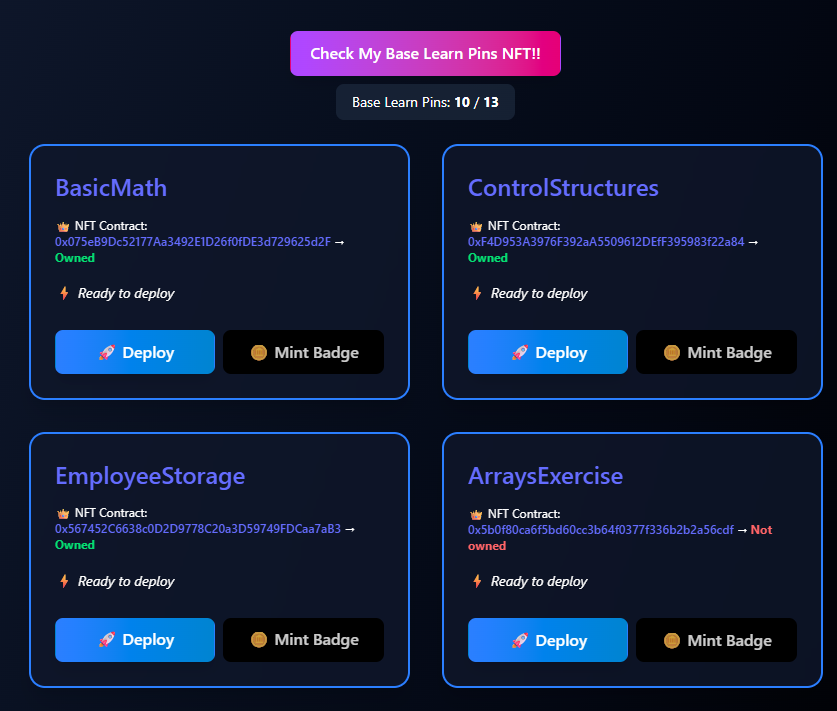 Check My Base Learn Pins NFT!!
Base Learn Pins: 10 / 13
BasicMath
NFT Contract:
0x075eB9Dc52177Aa3492E1D26f0fDE3d729625d2F →
Owned
Ready to deploy
Deploy
Mint Badge
ControlStructures
NFT Contract:
0xF4D953A3976F392aA5509612DEfF395983f22a84 →
Owned
Ready to deploy
Deploy
Mint Badge
EmployeeStorage
NFT Contract:
0x567452C6638c0D2D9778C20a3D59749FDCaa7aB3 →
Owned
Ready to deploy
Deploy
Mint Badge
ArraysExercise
NFT Contract:
0x5b0f80ca6f5bd60cc3b64f0377f336b2b2a56cdf → Not
owned
Ready to deploy
Deploy
Mint Badge